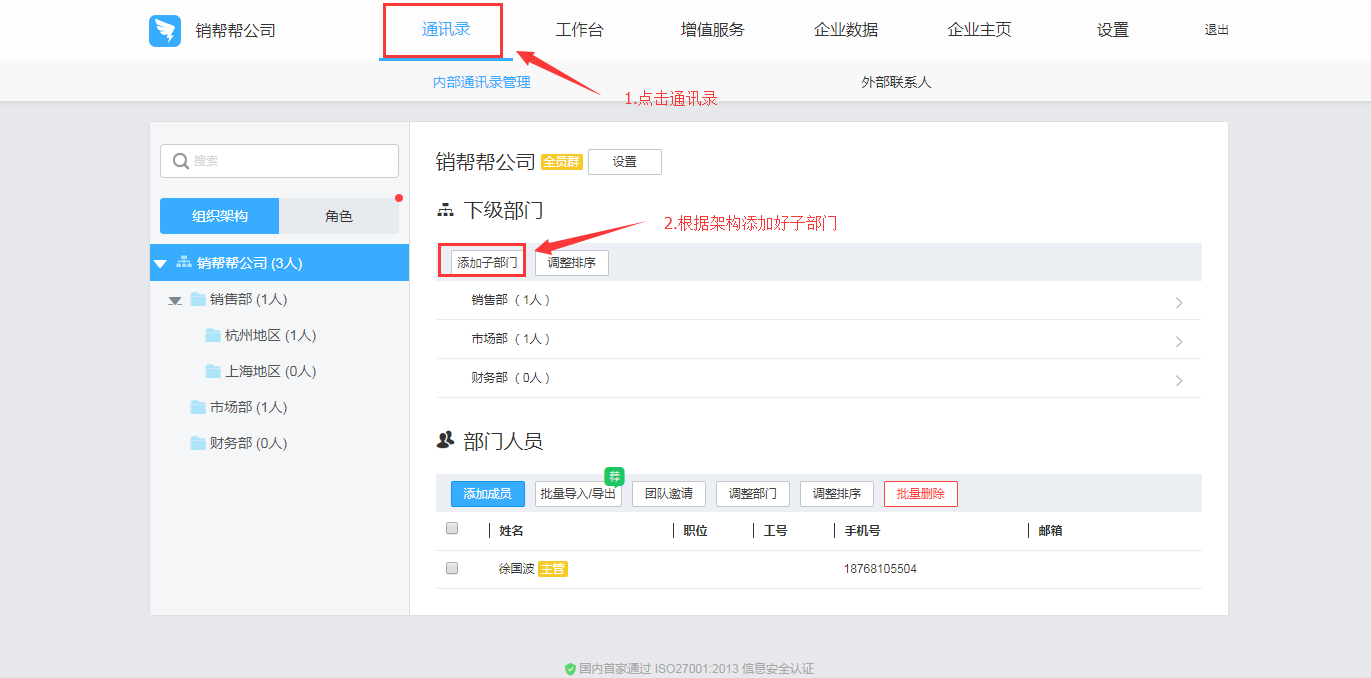 销帮帮公司
通讯录
工作台
增值服务
企业数据
企业主页
设置
退出
内部通讯录管理
外部联系人
1.点击通讯录
搜索
组织架构
角色
销帮帮公司 (3人)
销售部 (1人)
杭州地区 (1人)
上海地区 (0人)
市场部 (1人)
财务部 (0人)
销帮帮公司 全员群 设置
下级部门
2.根据架构添加好子部门
添加子部门 调整排序
销售部 ( 1人 )
市场部 ( 1人 )
财务部 ( 0人 )
部门人员
荐
添加成员 批量导入/导出 团队邀请 调整部门 调整排序 批量删除
姓名 职位 工号 手机号 邮箱
徐国波 主管 18768105504
国内首家通过 ISO27001:2013 信息安全认证